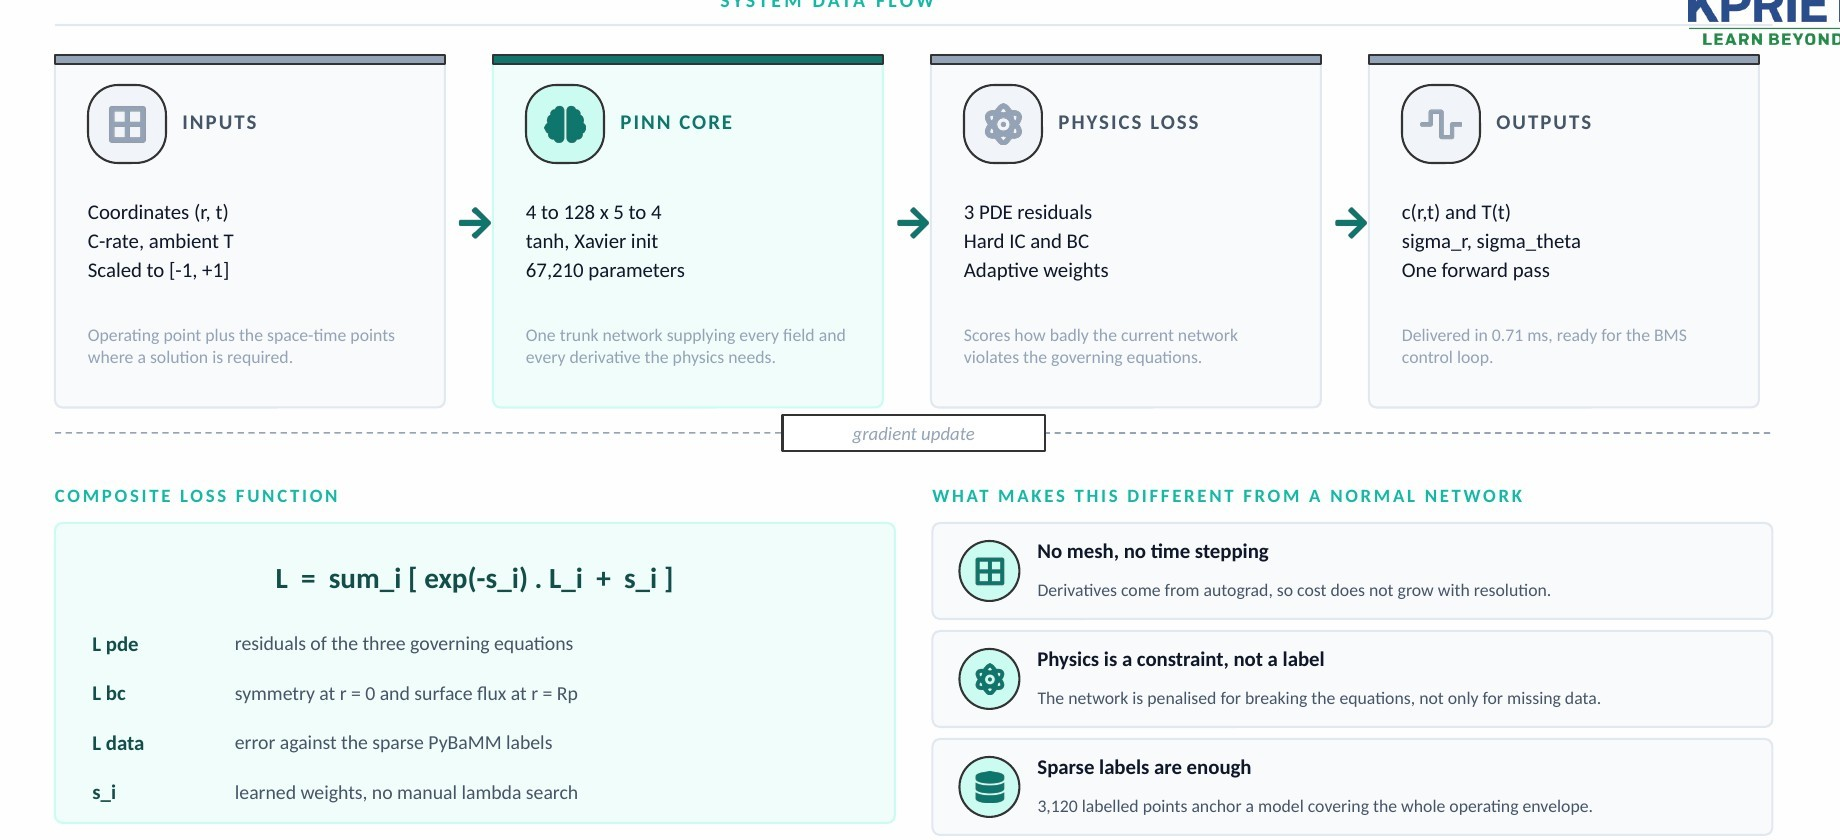 SYSTEM DATA FLOW
LEARN BEYOND
INPUTS
Coordinates (r, t)
C-rate, ambient T
Scaled to [-1, +1]
Operating point plus the space-time points
where a solution is required.
PINN CORE
4 to 128 x 5 to 4
tanh, Xavier init
67,210 parameters
One trunk network supplying every field and
every derivative the physics needs.
PHYSICS LOSS
3 PDE residuals
Hard IC and BC
Adaptive weights
Scores how badly the current network
violates the governing equations.
OUTPUTS
c(r,t) and T(t)
sigma_r, sigma_theta
One forward pass
Delivered in 0.71 ms, ready for the BMS
control loop.
gradient update
COMPOSITE LOSS FUNCTION
L = sum_i [ exp(-s_i) . L_i + s_i ]
L pde residuals of the three governing equations
L bc symmetry at r = 0 and surface flux at r = Rp
L data error against the sparse PyBaMM labels
s_i learned weights, no manual lambda search
WHAT MAKES THIS DIFFERENT FROM A NORMAL NETWORK
No mesh, no time stepping
Derivatives come from autograd, so cost does not grow with resolution.
Physics is a constraint, not a label
The network is penalised for breaking the equations, not only for missing data.
Sparse labels are enough
3,120 labelled points anchor a model covering the whole operating envelope.